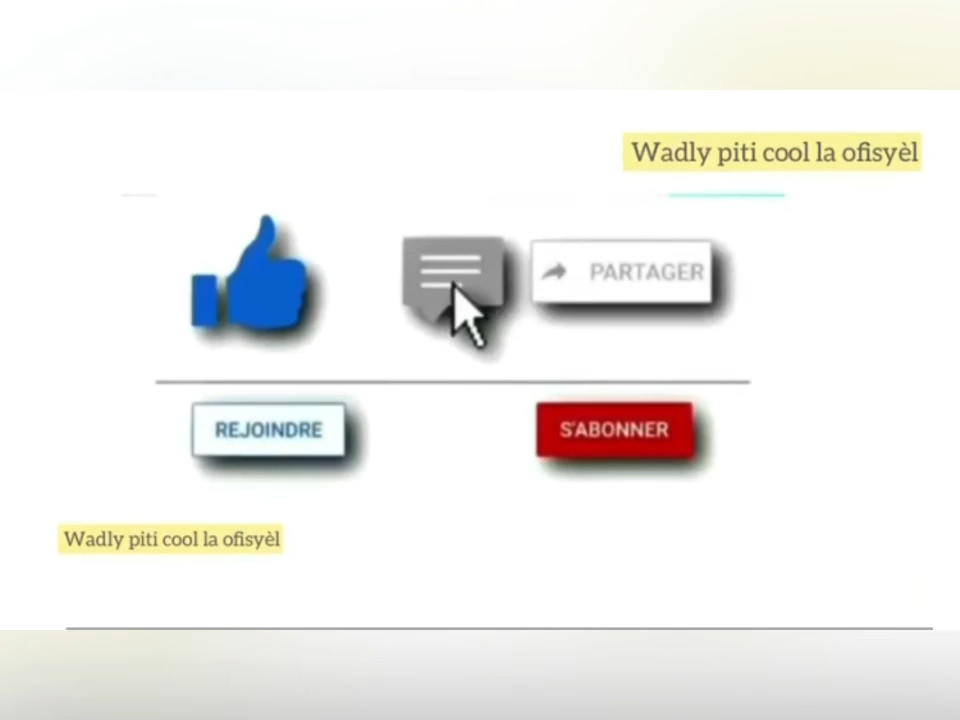 Wadly piti cool la ofisyèl
PARTAGER
REJOINDRE
S'ABONNER
Wadly piti cool la ofisyèl